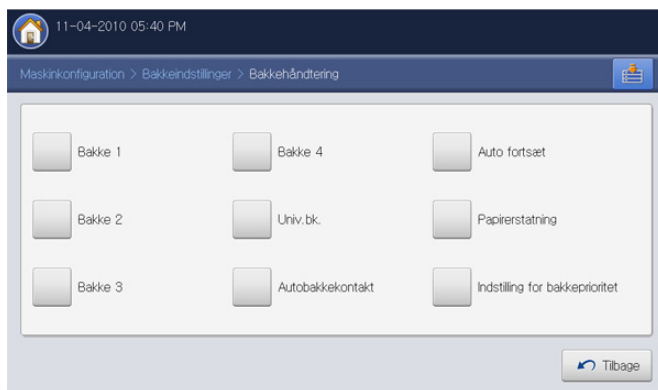 11-04-2010 05:40 PM
Maskinkonfiguration > Bakkeindstillinger > Bakkehåndtering
Bakke 1
Bakke 4
Auto fortsæt
Bakke 2
Univ.bk.
Papirerstatning
Bakke 3
Autobakkekontakt
Indstilling for bakkeprioritet
Tilbage